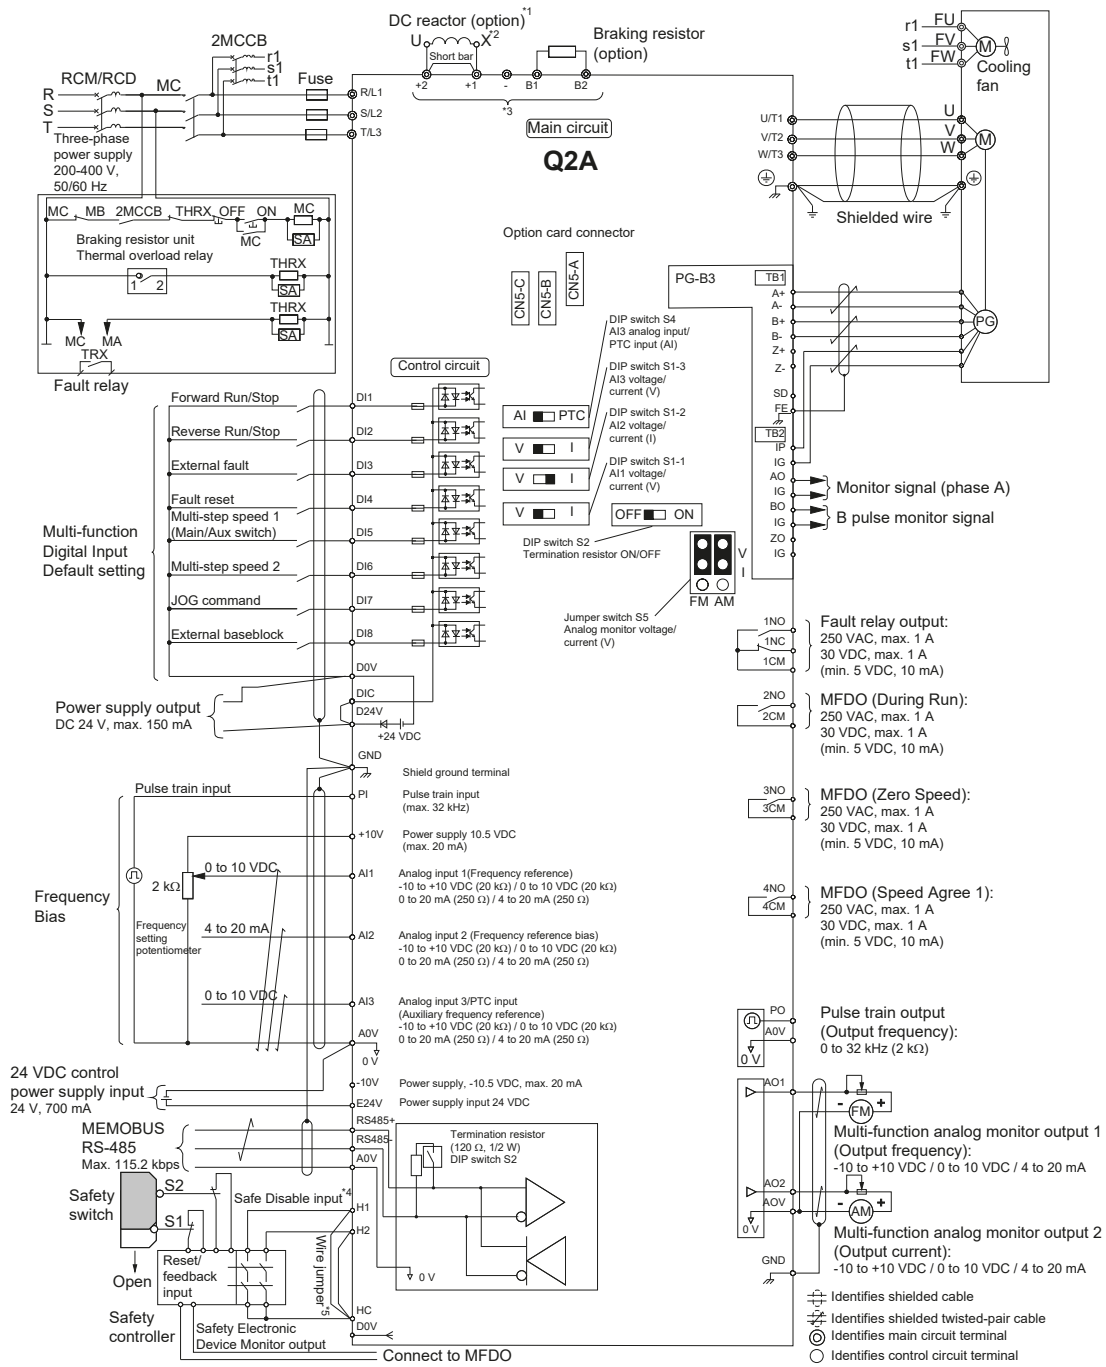 DC reactor (option)*1
U X*2
Short bar
+2 +1 - B1 B2
*3
Braking resistor
(option)
r1 FU
s1 FV
t1 FW
M
Cooling
fan
2MCCB
r1
s1
t1
RCM/RCD
MC
Fuse
R
S
T
R/L1
S/L2
T/L3
Three-phase
power supply
200-400 V,
50/60 Hz
Main circuit
Q2A
U/T1
V/T2
W/T3
U
V
W
M
Shielded wire
MC MB 2MCCB THRX OFF ON MC
SA
MC
Braking resistor unit
Thermal overload relay
1 2
THRX
SA
THRX
SA
MC MA
TRX
Fault relay
Option card connector
CN5-C
CN5-B
CN5-A
PG-B3
TB1
A+
A-
B+
B-
Z+
Z-
SD
FE
TB2
IP
IG
AO
IG
BO
IG
ZO
IG
PG
Monitor signal (phase A)
B pulse monitor signal
DIP switch S4
AI3 analog input/
PTC input (AI)
DIP switch S1-3
AI3 voltage/
current (V)
DIP switch S1-2
AI2 voltage/
current (I)
DIP switch S1-1
AI1 voltage/
current (V)
AI PTC
V I
V I
V I
OFF ON
DIP switch S2
Termination resistor ON/OFF
V
I
FM AM
Jumper switch S5
Analog monitor voltage/
current (V)
Control circuit
Multi-function
Digital Input
Default setting
Forward Run/Stop DI1
Reverse Run/Stop DI2
External fault DI3
Fault reset DI4
Multi-step speed 1
(Main/Aux switch) DI5
Multi-step speed 2 DI6
JOG command DI7
External baseblock DI8
D0V
DIC
D24V
+24 VDC
Power supply output
DC 24 V, max. 150 mA
GND
Shield ground terminal
Pulse train input
PI
Pulse train input
(max. 32 kHz)
+10V
Power supply 10.5 VDC
(max. 20 mA)
Frequency
Bias
2 kΩ
Frequency
setting
potentiometer
0 to 10 VDC
AI1
Analog input 1(Frequency reference)
-10 to +10 VDC (20 kΩ) / 0 to 10 VDC (20 kΩ)
0 to 20 mA (250 Ω) / 4 to 20 mA (250 Ω)
4 to 20 mA
AI2
Analog input 2 (Frequency reference bias)
-10 to +10 VDC (20 kΩ) / 0 to 10 VDC (20 kΩ)
0 to 20 mA (250 Ω) / 4 to 20 mA (250 Ω)
0 to 10 VDC
AI3
Analog input 3/PTC input
(Auxiliary frequency reference)
-10 to +10 VDC (20 kΩ) / 0 to 10 VDC (20 kΩ)
0 to 20 mA (250 Ω) / 4 to 20 mA (250 Ω)
A0V
0 V
24 VDC control
power supply input
24 V, 700 mA
-10V
Power supply, -10.5 VDC, max. 20 mA
E24V
Power supply input 24 VDC
MEMOBUS
RS-485
Max. 115.2 kbps
RS485+
RS485-
A0V
Termination resistor
(120 Ω, 1/2 W)
DIP switch S2
0 V
Safety
switch
S2
S1
Open
Safe Disable input*4
H1
H2
Wire jumper*5
HC
D0V
Reset/
feedback
input
Safety
controller
Safety Electronic
Device Monitor output
Connect to MFDO
1NO
1NC
1CM
Fault relay output:
250 VAC, max. 1 A
30 VDC, max. 1 A
(min. 5 VDC, 10 mA)
2NO
2CM
MFDO (During Run):
250 VAC, max. 1 A
30 VDC, max. 1 A
(min. 5 VDC, 10 mA)
3NO
3CM
MFDO (Zero Speed):
250 VAC, max. 1 A
30 VDC, max. 1 A
(min. 5 VDC, 10 mA)
4NO
4CM
MFDO (Speed Agree 1):
250 VAC, max. 1 A
30 VDC, max. 1 A
(min. 5 VDC, 10 mA)
PO
A0V
0 V
Pulse train output
(Output frequency):
0 to 32 kHz (2 kΩ)
AO1
- +
FM
Multi-function analog monitor output 1
(Output frequency):
-10 to +10 VDC / 0 to 10 VDC / 4 to 20 mA
AO2
AOV
0 V
- +
AM
Multi-function analog monitor output 2
(Output current):
-10 to +10 VDC / 0 to 10 VDC / 4 to 20 mA
GND
Identifies shielded cable
Identifies shielded twisted-pair cable
Identifies main circuit terminal
Identifies control circuit terminal